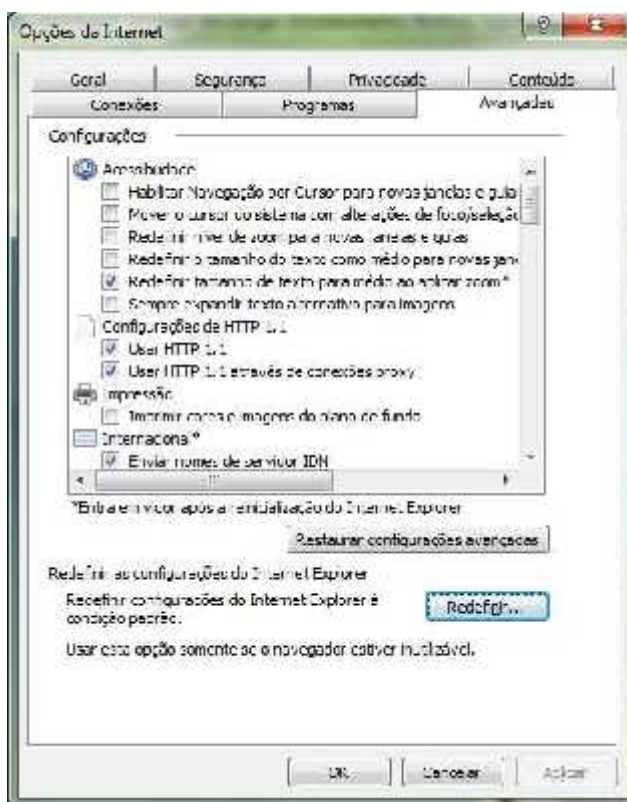 Opções da Internet
Geral Segurança Privacidade Conteúdo
Conexões Programas Avançadas
Configurações
Acessibilidade
Habilitar Navegação por Cursor para novas janelas e guia
Mover o cursor do sistema com alterações de foco/seleçã
Redefinir nível de zoom para novas janelas e guias
Redefinir o tamanho do texto como médio para novas jane
Redefinir tamanho de texto para médio ao aplicar zoom*
Sempre expandir texto alternativo para imagens
Configurações de HTTP 1.1
Usar HTTP 1.1
Usar HTTP 1.1 através de conexões proxy
Impressão
Imprimir cores e imagens do plano de fundo
Internacional*
Enviar nomes de servidor IDN
*Entra em vigor após a reinicialização do Internet Explorer
Restaurar configurações avançadas
Redefinir as configurações do Internet Explorer
Redefinir configurações do Internet Explorer à
condição padrão.
Redefinir...
Usar esta opção somente se o navegador estiver inutilizável.
OK Cancelar Aplicar